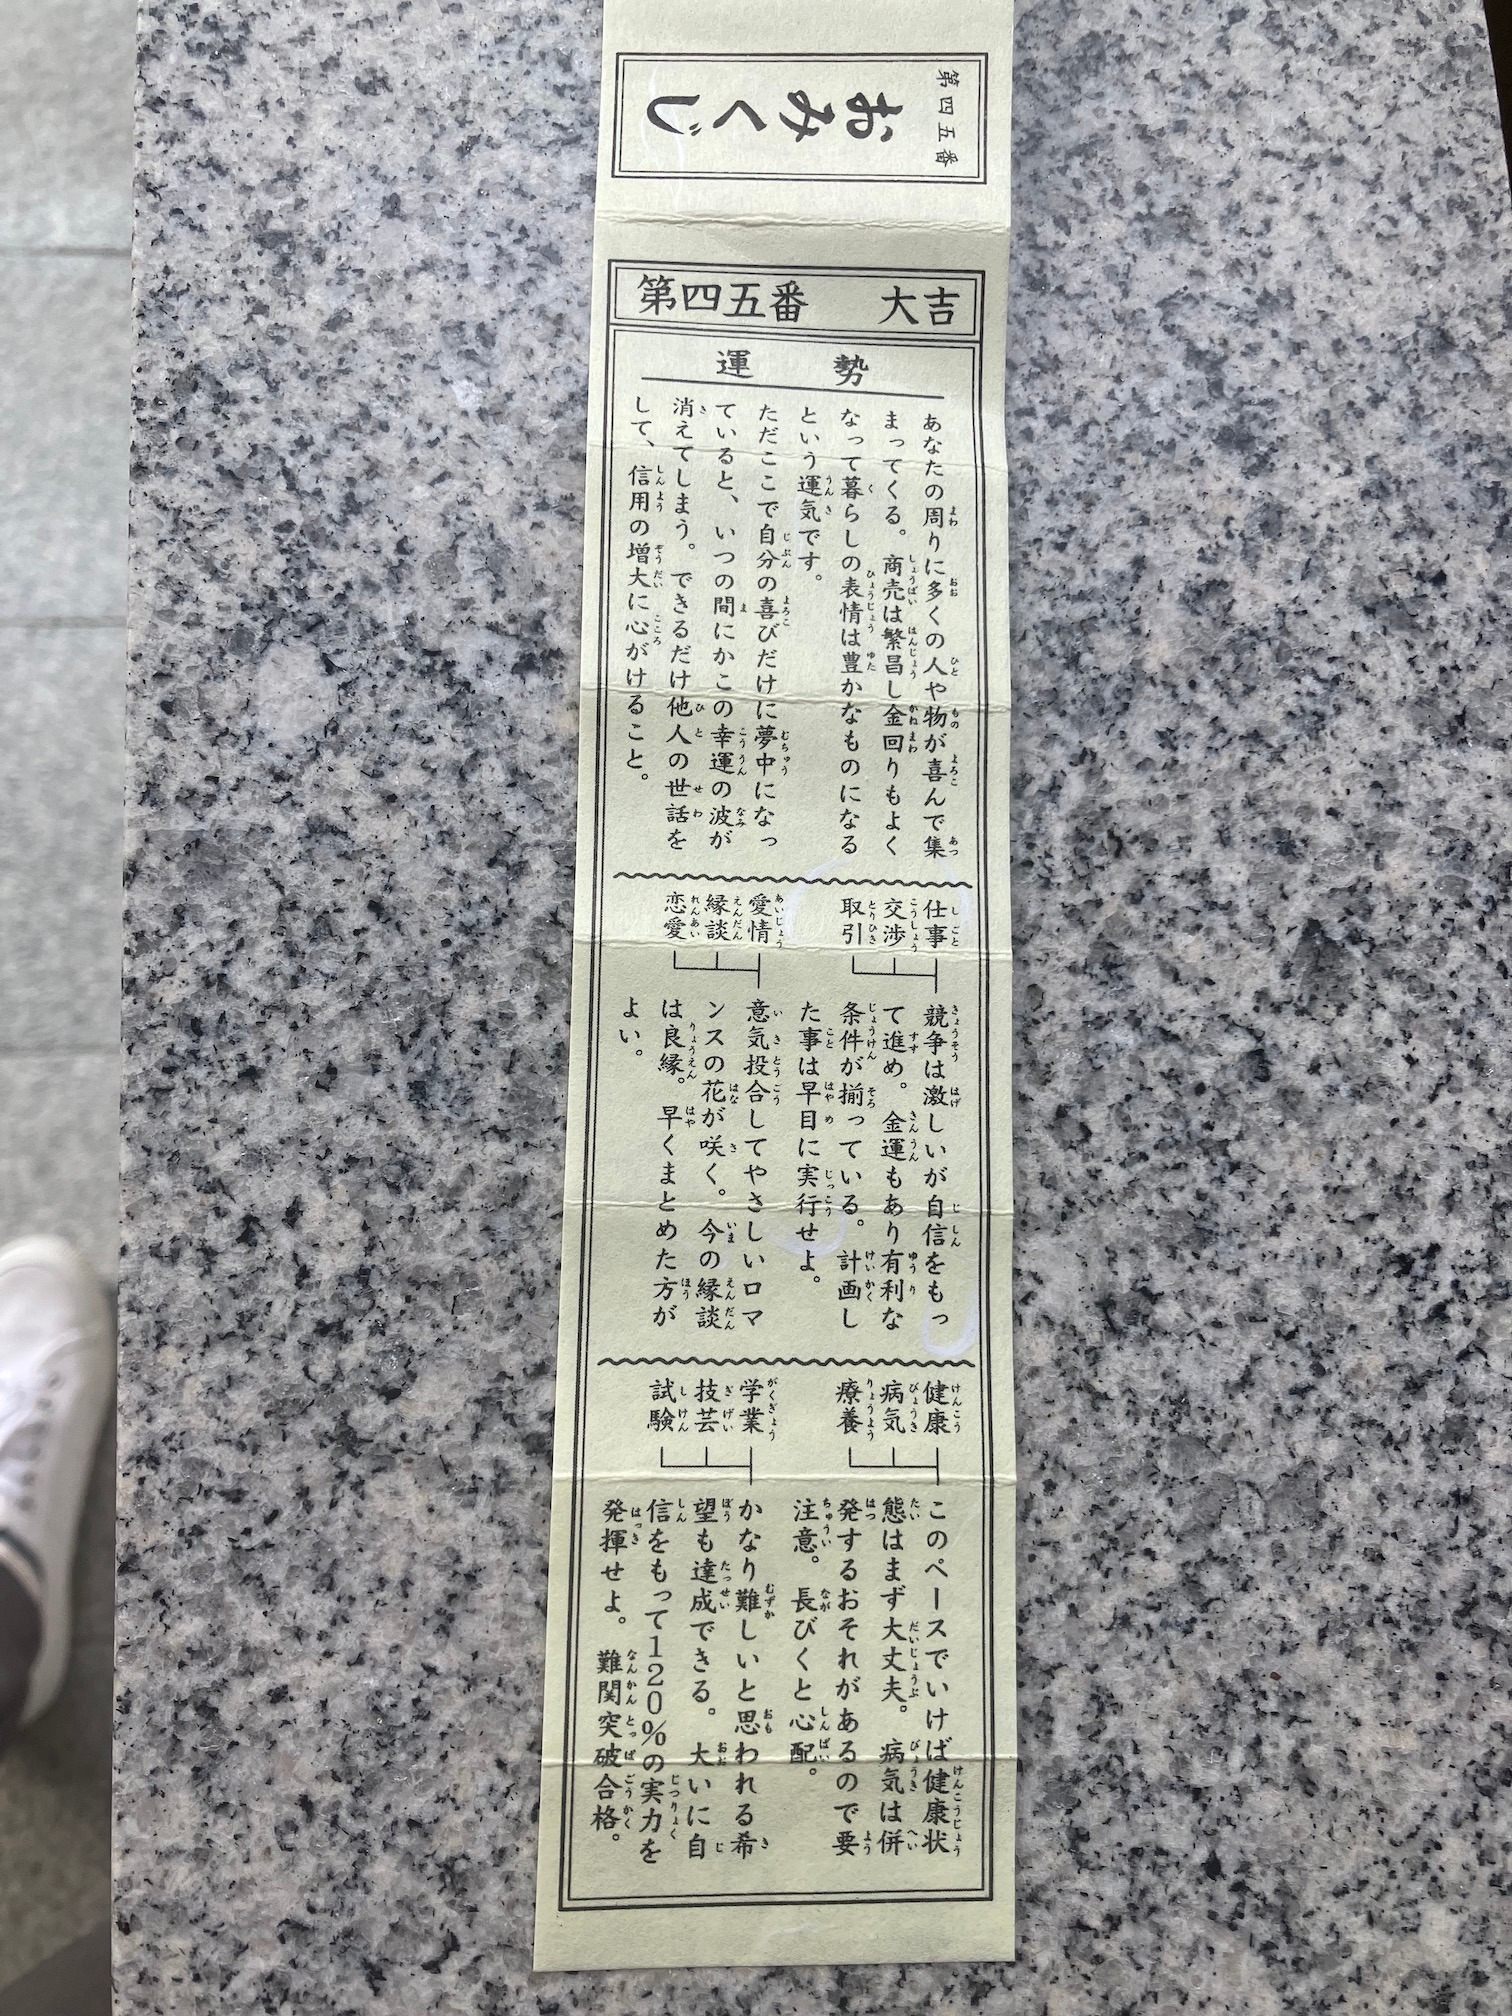 第四五番
おみくじ
第四五番 大吉
運勢
あなたの周りに多くの人や物が喜んで集
まってくる。商売は繁昌し金回りもよく
なって暮らしの表情は豊かなものになる
という運気です。
ただここで自分の喜びだけに夢中になっ
ていると、いつの間にかこの幸運の波が
消えてしまう。できるだけ他人の世話を
して、信用の増大に心がけること。
仕事
交渉
取引
競争は激しいが自信をもっ
て進め。金運もあり有利な
条件が揃っている。計画し
た事は早目に実行せよ。
愛情
縁談
恋愛
意気投合してやさしいロマ
ンスの花が咲く。今の縁談
は良縁。早くまとめた方が
よい。
健康
病気
療養
このペースでいけば健康状
態はまず大丈夫。病気は併
発するおそれがあるので要
注意。長びくと心配。
学業
技芸
試験
かなり難しいと思われる希
望も達成できる。大いに自
信をもって120%の実力を
発揮せよ。難関突破合格。